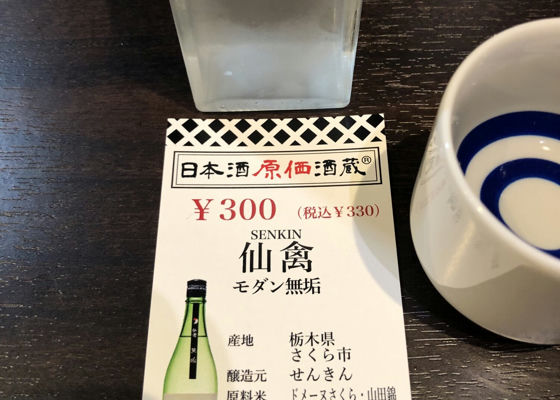 日本酒原価酒蔵®
￥300 （税込￥330）
SENKIN
仙禽
モダン無垢
産地 栃木県
さくら市
醸造元 せんきん
原料米 ドメーヌさくら・山田錦